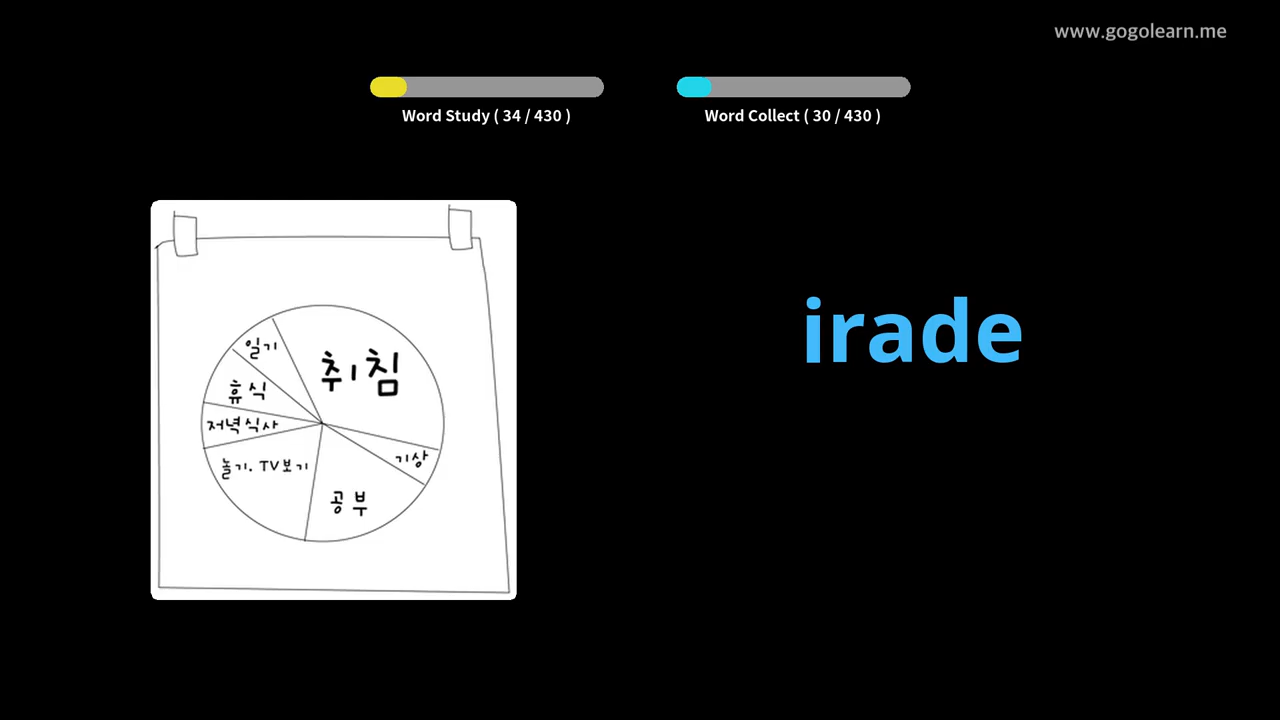 www.gogolearn.me
Word Study ( 34 / 430 )
Word Collect ( 30 / 430 )
일기
취침
휴식
저녁식사
놀기. TV보기
기상
공부
irade